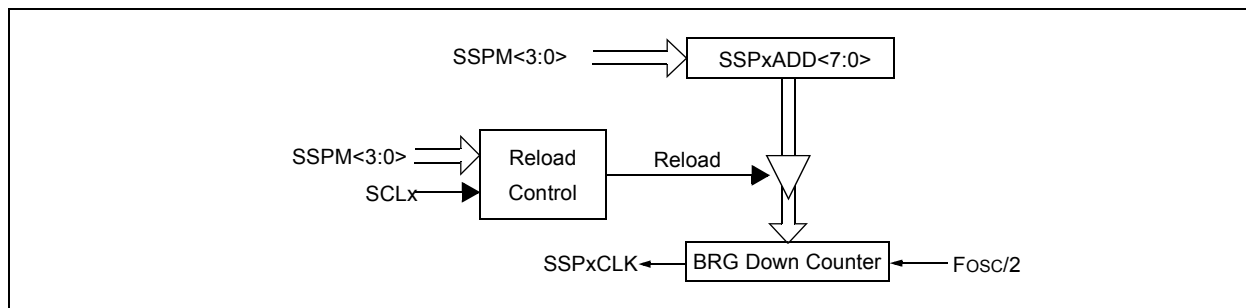 SSPM<3:0>
SSPxADD<7:0>
SSPM<3:0>
SCLx
Reload
Control
Reload
SSPxCLK
BRG Down Counter
FOSC/2